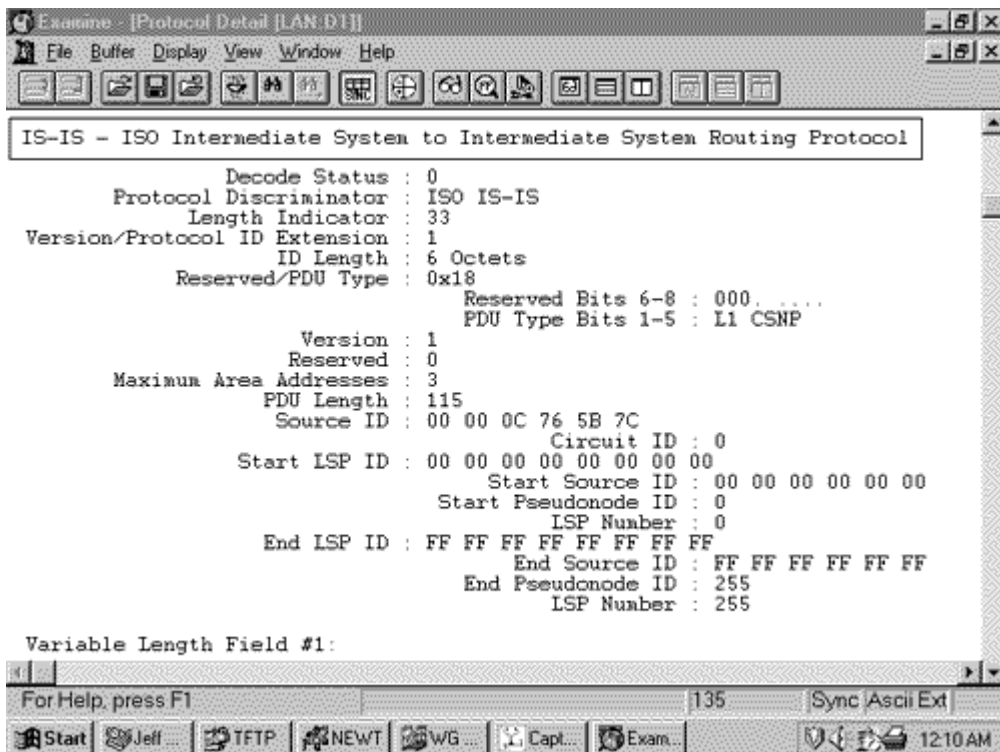 Examine - [Protocol Detail [LAN:D1]]
File Buffer Display View Window Help
SYNC
IS-IS - ISO Intermediate System to Intermediate System Routing Protocol
Decode Status : 0
Protocol Discriminator : ISO IS-IS
Length Indicator : 33
Version/Protocol ID Extension : 1
ID Length : 6 Octets
Reserved/PDU Type : 0x18
Reserved Bits 6-8 : 000. ....
PDU Type Bits 1-5 : L1 CSNP
Version : 1
Reserved : 0
Maximum Area Addresses : 3
PDU Length : 115
Source ID : 00 00 0C 76 5B 7C
Circuit ID : 0
Start LSP ID : 00 00 00 00 00 00 00 00
Start Source ID : 00 00 00 00 00 00
Start Pseudonode ID : 0
LSP Number : 0
End LSP ID : FF FF FF FF FF FF FF FF
End Source ID : FF FF FF FF FF FF
End Pseudonode ID : 255
LSP Number : 255
Variable Length Field #1:
For Help, press F1 135 Sync Ascii Ext
Start Jeff ... TFTP NEWT WG ... Capt... Exam... 12:10 AM